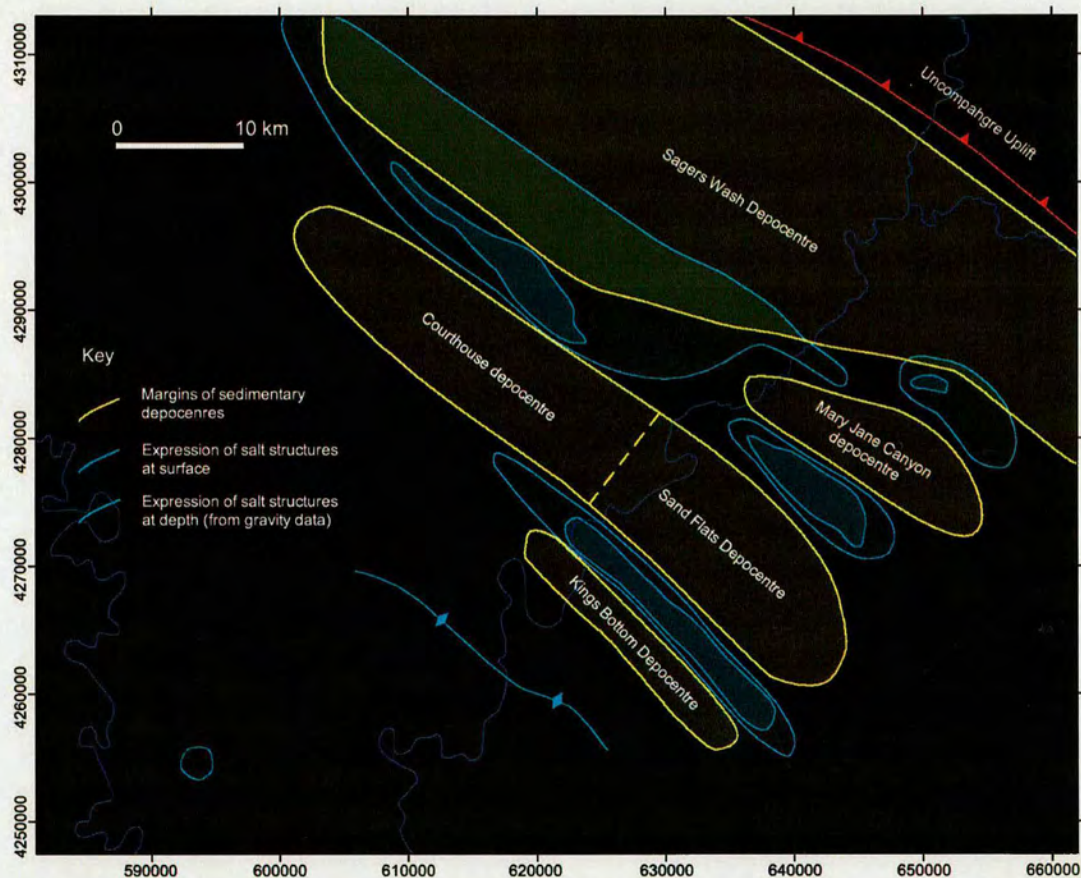 4310000
4300000
4290000
4280000
4270000
4260000
4250000
0 10 km
Uncompahgre Uplift
Sagers Wash Depocentre
Courthouse depocentre
Mary Jane Canyon
depocentre
Sand Flats Depocentre
Kings Bottom Depocentre
Key
Margins of sedimentary
depocenres
Expression of salt structures
at surface
Expression of salt structures
at depth (from gravity data)
590000
600000
610000
620000
630000
640000
650000
660000